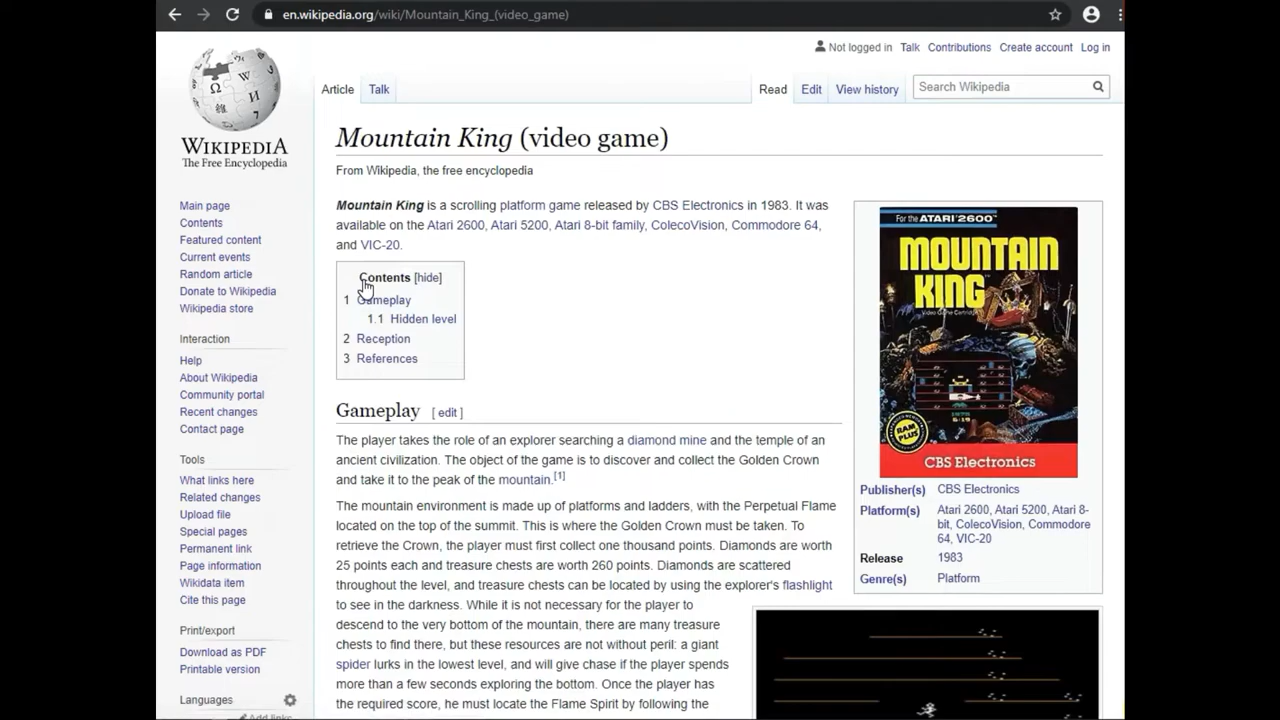 en.wikipedia.org/wiki/Mountain_King_(video_game)
Not logged in Talk Contributions Create account Log in
Article Talk Read Edit View history Search Wikipedia
WIKIPEDIA
The Free Encyclopedia
Main page
Contents
Featured content
Current events
Random article
Donate to Wikipedia
Wikipedia store
Interaction
Help
About Wikipedia
Community portal
Recent changes
Contact page
Tools
What links here
Related changes
Upload file
Special pages
Permanent link
Page information
Wikidata item
Cite this page
Print/export
Download as PDF
Printable version
Languages
Add links
Mountain King (video game)
From Wikipedia, the free encyclopedia
Mountain King is a scrolling platform game released by CBS Electronics in 1983. It was
available on the Atari 2600, Atari 5200, Atari 8-bit family, ColecoVision, Commodore 64,
and VIC-20.
Contents [hide]
1 Gameplay
1.1 Hidden level
2 Reception
3 References
Gameplay [ edit ]
The player takes the role of an explorer searching a diamond mine and the temple of an
ancient civilization. The object of the game is to discover and collect the Golden Crown
and take it to the peak of the mountain.[1]
The mountain environment is made up of platforms and ladders, with the Perpetual Flame
located on the top of the summit. This is where the Golden Crown must be taken. To
retrieve the Crown, the player must first collect one thousand points. Diamonds are worth
25 points each and treasure chests are worth 260 points. Diamonds are scattered
throughout the level, and treasure chests can be located by using the explorer's flashlight
to see in the darkness. While it is not necessary for the player to
descend to the very bottom of the mountain, there are many treasure
chests to find there, but these resources are not without peril: a giant
spider lurks in the lowest level, and will give chase if the player spends
more than a few seconds exploring the bottom. Once the player has
the required score, he must locate the Flame Spirit by following the
For the ATARI 2600
MOUNTAIN
KING
Video Game Cartridge
RAM
PLUS
CBS Electronics
Publisher(s) CBS Electronics
Platform(s) Atari 2600, Atari 5200, Atari 8-
bit, ColecoVision, Commodore
64, VIC-20
Release 1983
Genre(s) Platform